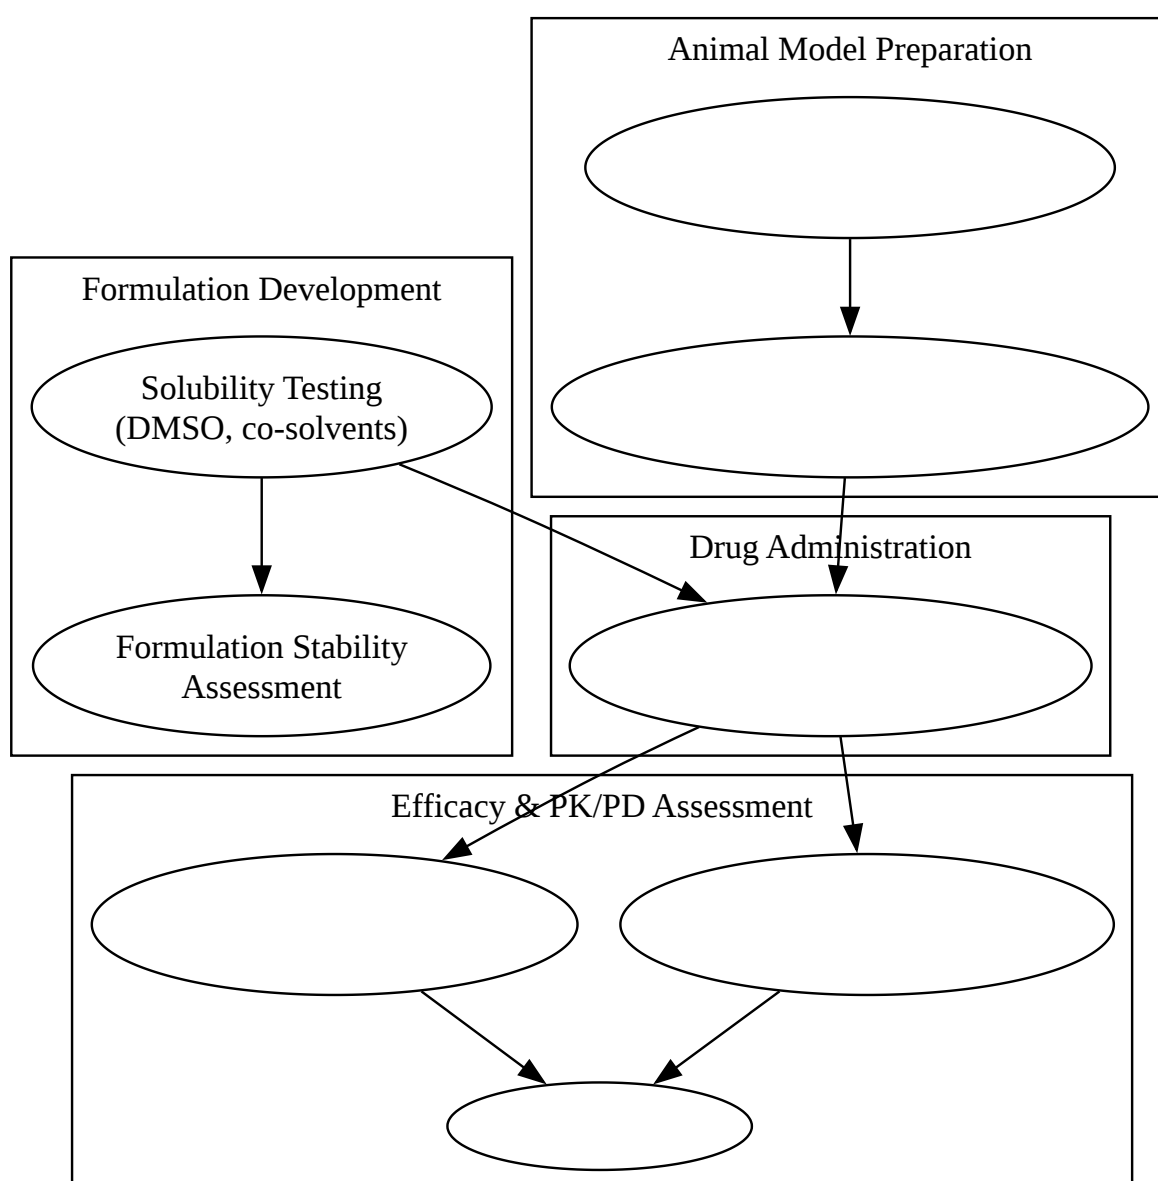 Animal Model Preparation
Formulation Development
Solubility Testing
(DMSO, co-solvents)
Drug Administration
Formulation Stability
Assessment
Efficacy & PK/PD Assessment